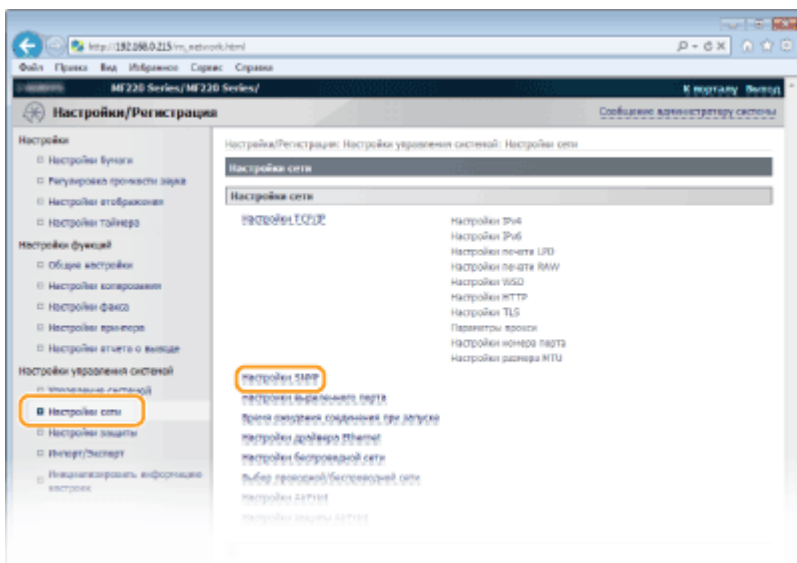 http://192.168.0.215/m_network.html
Файл Правка Вид Избранное Сервис Справка
MF220 Series/MF220 Series/
К порталу Выход
Настройки/Регистрация
Сообщение администратору системы
Настройки
Настройки бумаги
Регулировка громкости звука
Настройки отображения
Настройки таймера
Настройки функций
Общие настройки
Настройки копирования
Настройки факса
Настройки принтера
Настройки отчета о выводе
Настройки управления системой
Управление системой
Настройки сети
Настройки защиты
Импорт/Экспорт
Инициализировать информацию настроек
Настройки/Регистрация: Настройки управления системой: Настройки сети
Настройки сети
Настройки сети
Настройки TCP/IP
Настройки IPv4
Настройки IPv6
Настройки печати LPD
Настройки печати RAW
Настройки WSD
Настройки HTTP
Настройки TLS
Параметры прокси
Настройки номера порта
Настройки размера MTU
Настройки SNMP
Настройки выделенного порта
Время ожидания соединения при запуске
Настройки драйвера Ethernet
Настройки беспроводной сети
Выбор проводной/беспроводной сети
Настройки AirPrint
Настройки защиты AirPrint